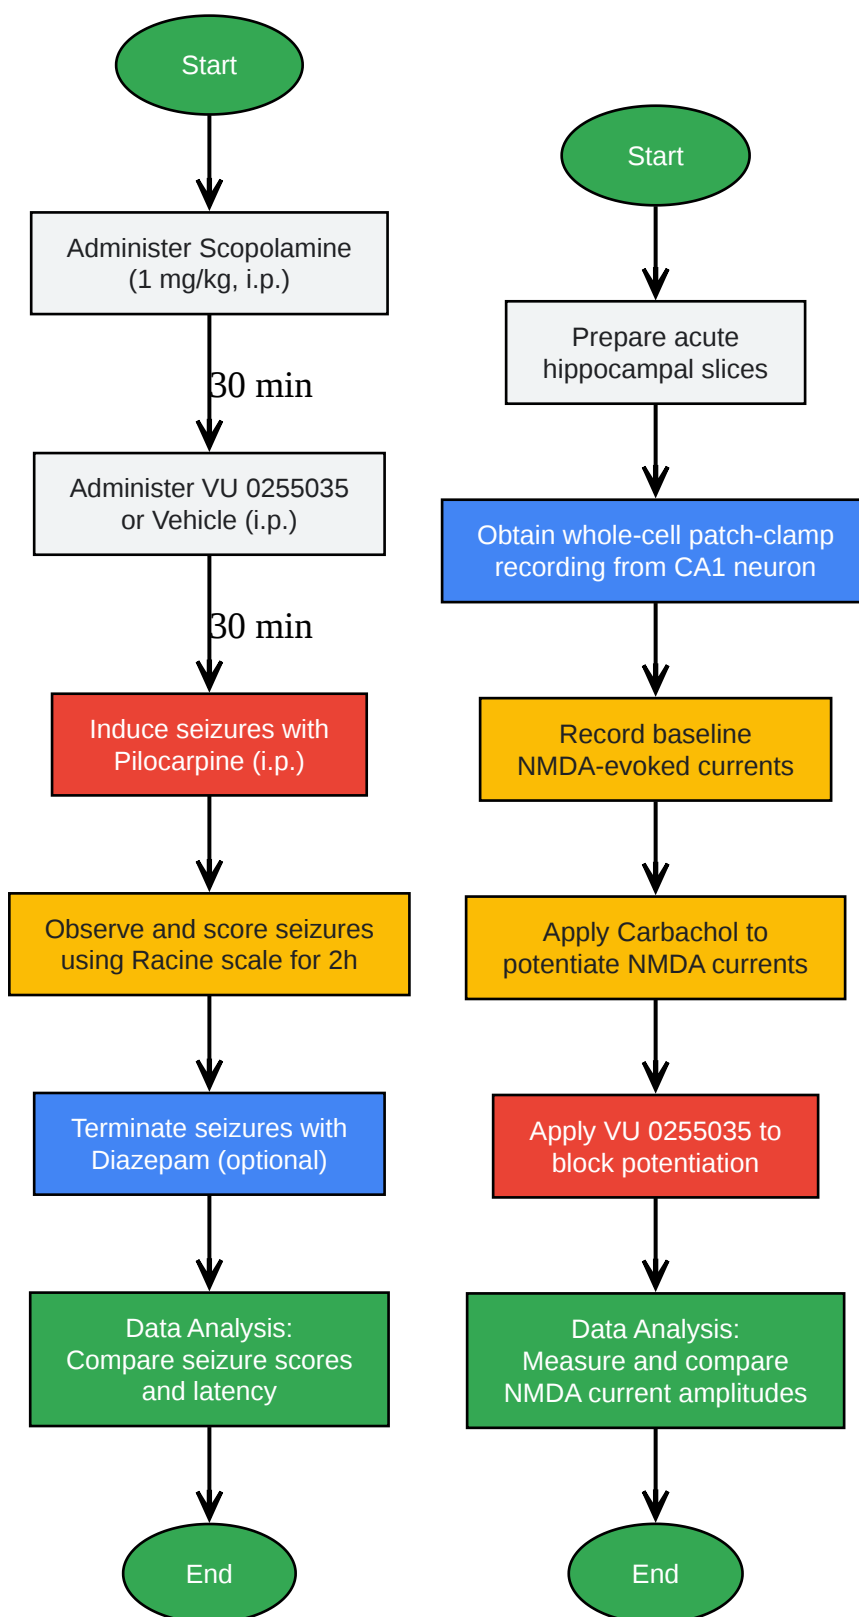 Start
Administer Scopolamine
(1 mg/kg, i.p.)
30 min
Administer VU 0255035
or Vehicle (i.p.)
30 min
Induce seizures with
Pilocarpine (i.p.)
Observe and score seizures
using Racine scale for 2h
Terminate seizures with
Diazepam (optional)
Data Analysis:
Compare seizure scores
and latency
End
Start
Prepare acute
hippocampal slices
Obtain whole-cell patch-clamp
recording from CA1 neuron
Record baseline
NMDA-evoked currents
Apply Carbachol to
potentiate NMDA currents
Apply VU 0255035 to
block potentiation
Data Analysis:
Measure and compare
NMDA current amplitudes
End